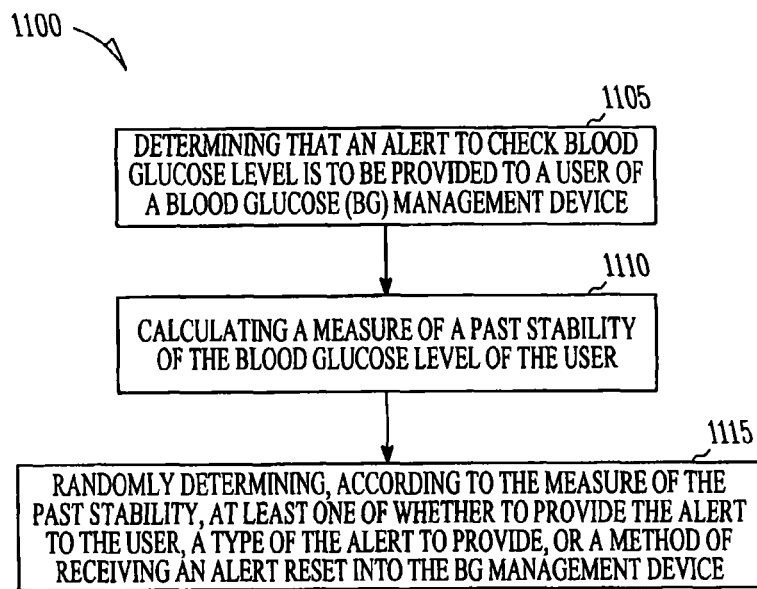 1100
1105
DETERMINING THAT AN ALERT TO CHECK BLOOD
GLUCOSE LEVEL IS TO BE PROVIDED TO A USER OF
A BLOOD GLUCOSE (BG) MANAGEMENT DEVICE
1110
CALCULATING A MEASURE OF A PAST STABILITY
OF THE BLOOD GLUCOSE LEVEL OF THE USER
1115
RANDOMLY DETERMINING, ACCORDING TO THE MEASURE OF THE
PAST STABILITY, AT LEAST ONE OF WHETHER TO PROVIDE THE ALERT
TO THE USER, A TYPE OF THE ALERT TO PROVIDE, OR A METHOD OF
RECEIVING AN ALERT RESET INTO THE BG MANAGEMENT DEVICE